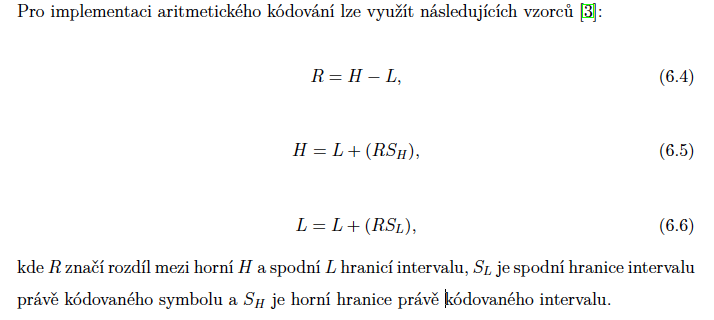 Pro implementaci aritmetického kódování lze využít následujících vzorců [3]:
R = H − L, (6.4)
H = L + (RS_H), (6.5)
L = L + (RS_L), (6.6)
kde R značí rozdíl mezi horní H a spodní L hranicí intervalu, S_L je spodní hranice intervalu
právě kódovaného symbolu a S_H je horní hranice právě kódovaného intervalu.